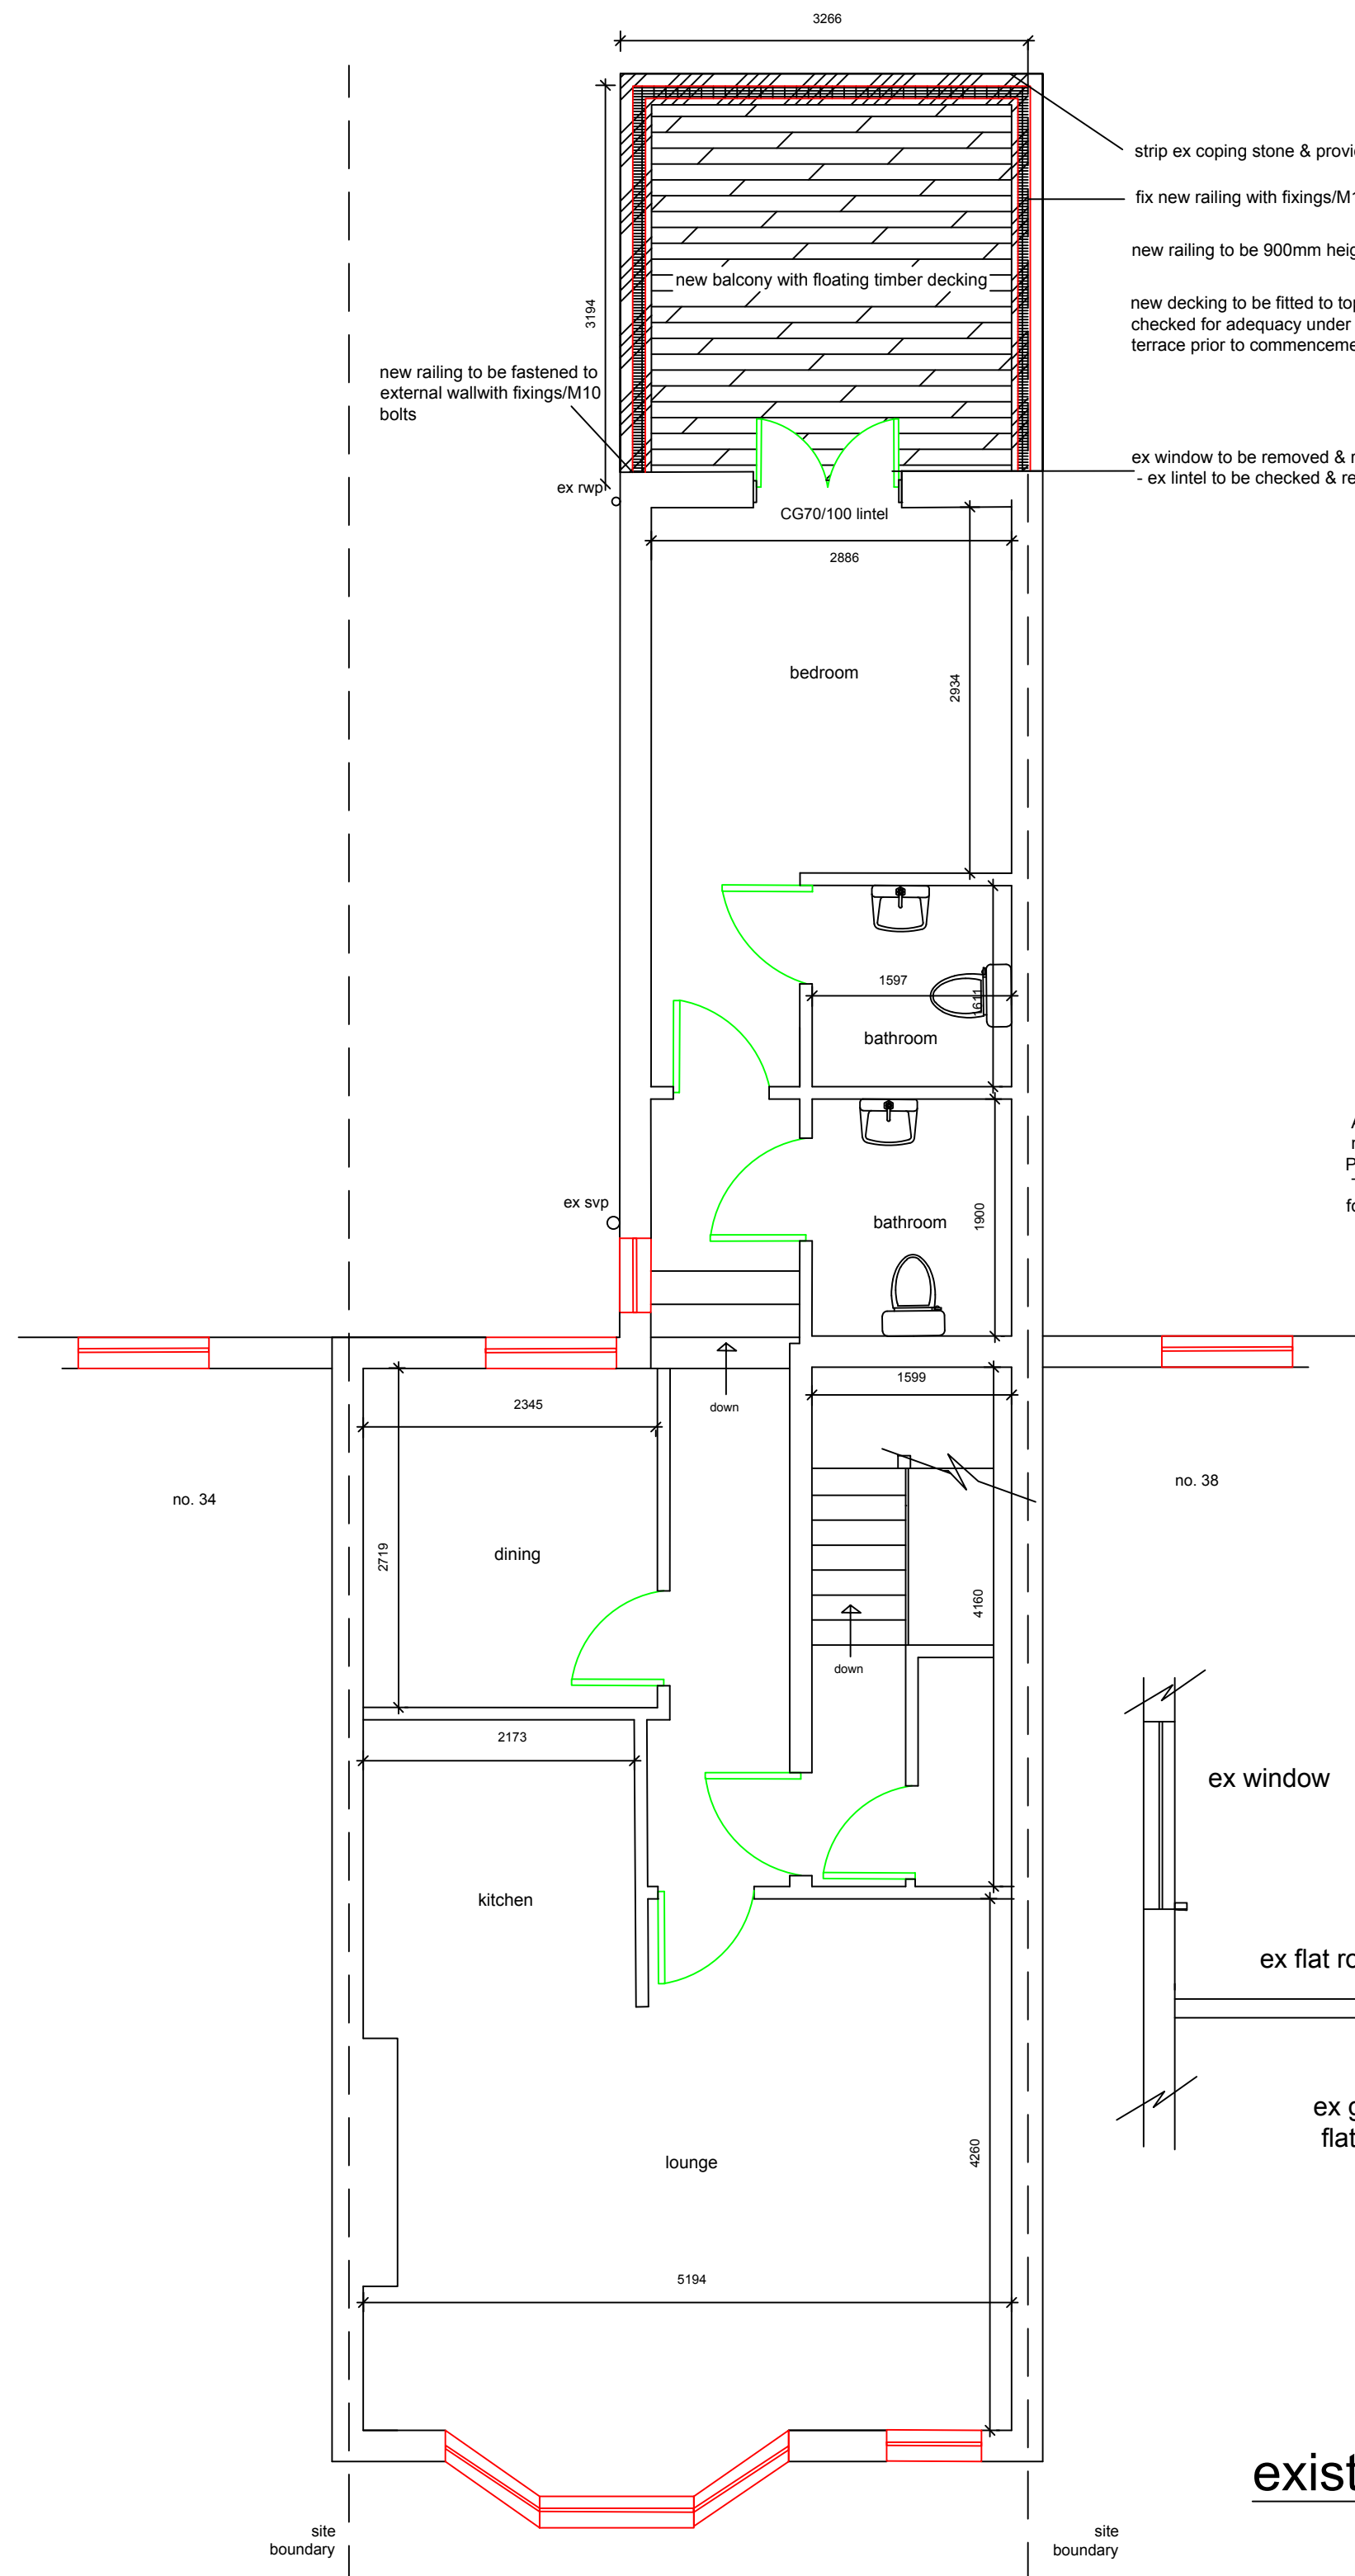 3266
strip ex coping stone & provi
fix new railing with fixings/M1
new railing to be 900mm heig
new balcony with floating timber decking
new decking to be fitted to top
checked for adequacy under
terrace prior to commenceme
3194
new railing to be fastened to
external wallwith fixings/M10
bolts
ex window to be removed & r
- ex lintel to be checked & re
ex rwp
CG70/100 lintel
2886
bedroom
2934
1597
1611
bathroom
ex svp
bathroom
1900
fo
1599
2345
down
no. 34
no. 38
dining
2719
4160
down
2173
ex window
kitchen
ex flat ro
ex g
flat
lounge
4260
5194
exist
site
boundary
site
boundary